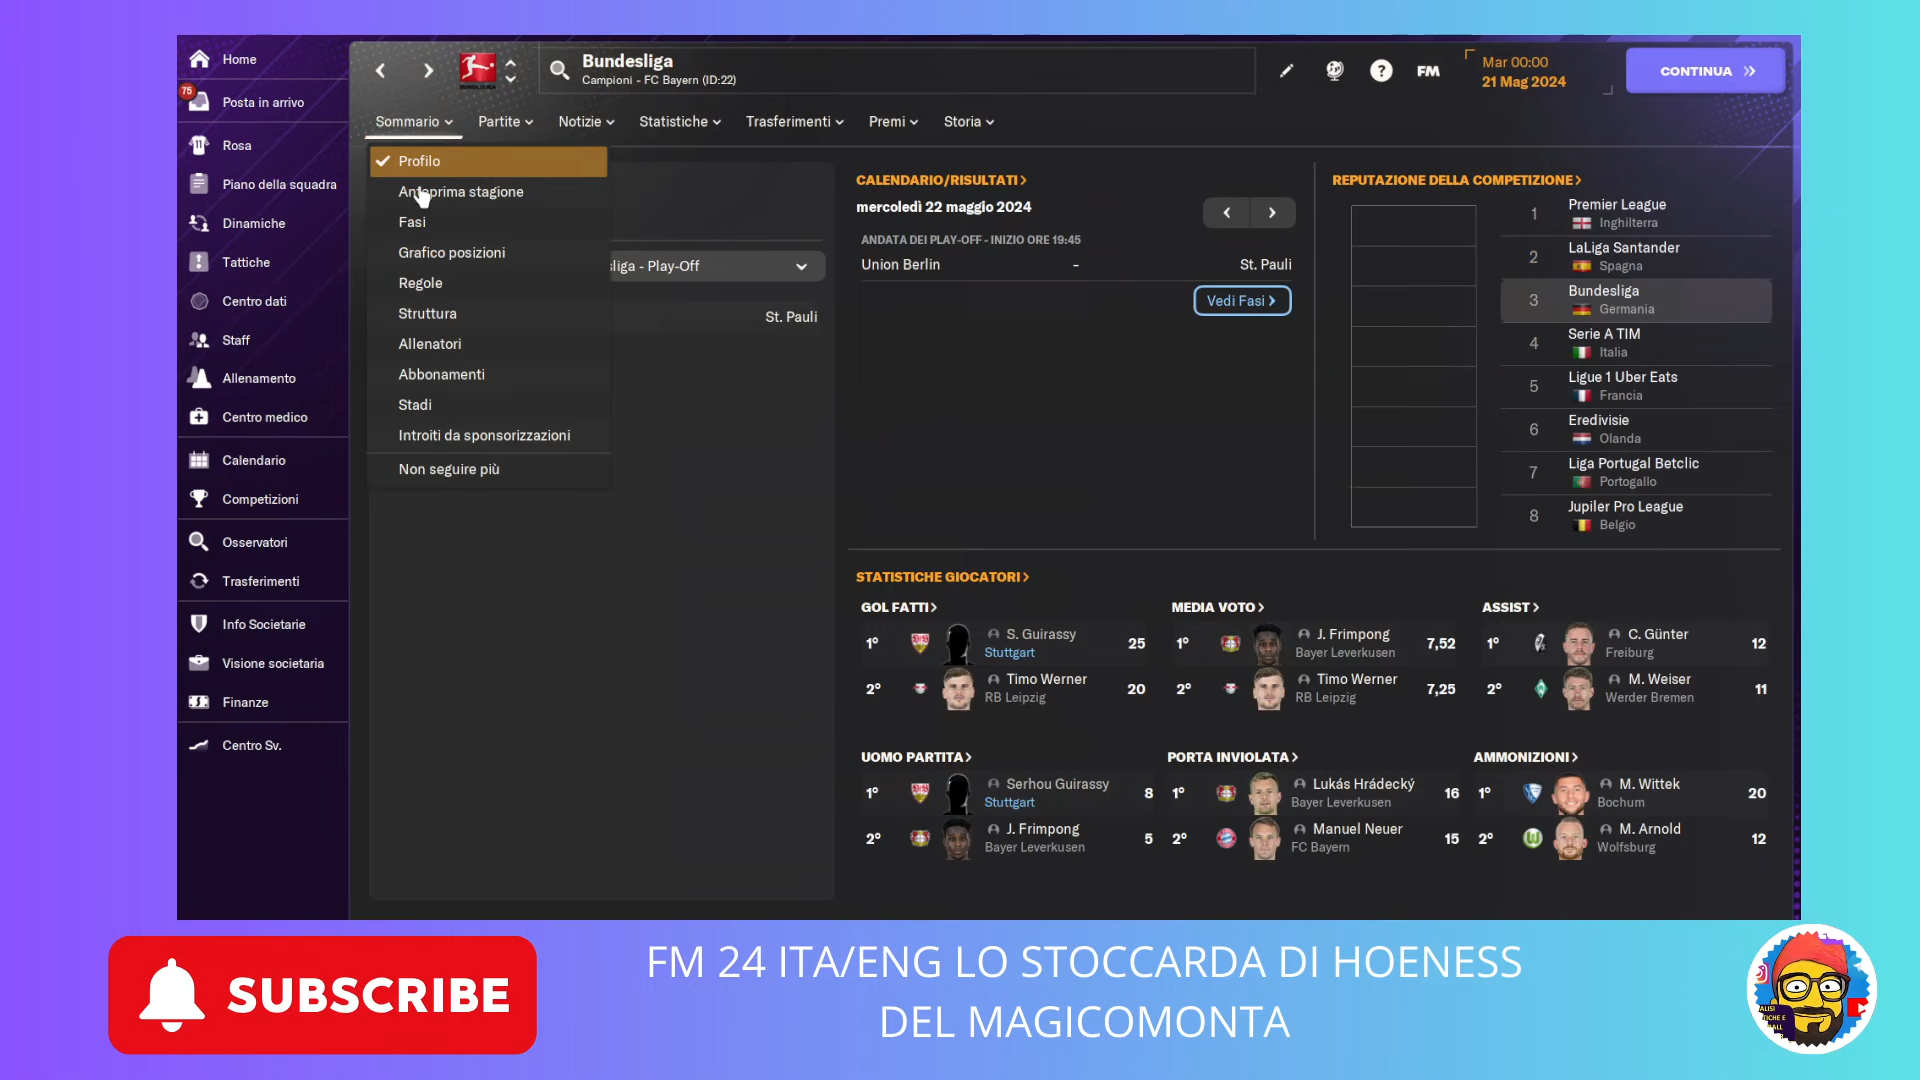 Home
75
Posta in arrivo
Rosa
Piano della squadra
Dinamiche
Tattiche
Centro dati
Staff
Allenamento
Centro medico
Calendario
Competizioni
Osservatori
Trasferimenti
Info Societarie
Visione societaria
Finanze
Centro Sv.
Bundesliga
Campioni - FC Bayern (ID:22)
FM
Mar 00:00
21 Mag 2024
CONTINUA
Sommario
Partite
Notizie
Statistiche
Trasferimenti
Premi
Storia
Profilo
Anteprima stagione
Fasi
Grafico posizioni
Regole
Struttura
Allenatori
Abbonamenti
Stadi
Introiti da sponsorizzazioni
Non seguire più
sliga - Play-Off
St. Pauli
CALENDARIO/RISULTATI
mercoledì 22 maggio 2024
ANDATA DEI PLAY-OFF - INIZIO ORE 19:45
Union Berlin - St. Pauli
Vedi Fasi
REPUTAZIONE DELLA COMPETIZIONE
1 Premier League
Inghilterra
2 LaLiga Santander
Spagna
3 Bundesliga
Germania
4 Serie A TIM
Italia
5 Ligue 1 Uber Eats
Francia
6 Eredivisie
Olanda
7 Liga Portugal Betclic
Portogallo
8 Jupiler Pro League
Belgio
STATISTICHE GIOCATORI
GOL FATTI
1° S. Guirassy 25
Stuttgart
2° Timo Werner 20
RB Leipzig
MEDIA VOTO
1° J. Frimpong 7,52
Bayer Leverkusen
2° Timo Werner 7,25
RB Leipzig
ASSIST
1° C. Günter 12
Freiburg
2° M. Weiser 11
Werder Bremen
UOMO PARTITA
1° Serhou Guirassy 8
Stuttgart
2° J. Frimpong 5
Bayer Leverkusen
PORTA INVIOLATA
1° Lukás Hrádecký 16
Bayer Leverkusen
2° Manuel Neuer 15
FC Bayern
AMMONIZIONI
1° M. Wittek 20
Bochum
2° M. Arnold 12
Wolfsburg
SUBSCRIBE
FM 24 ITA/ENG LO STOCCARDA DI HOENESS
DEL MAGICOMONTA